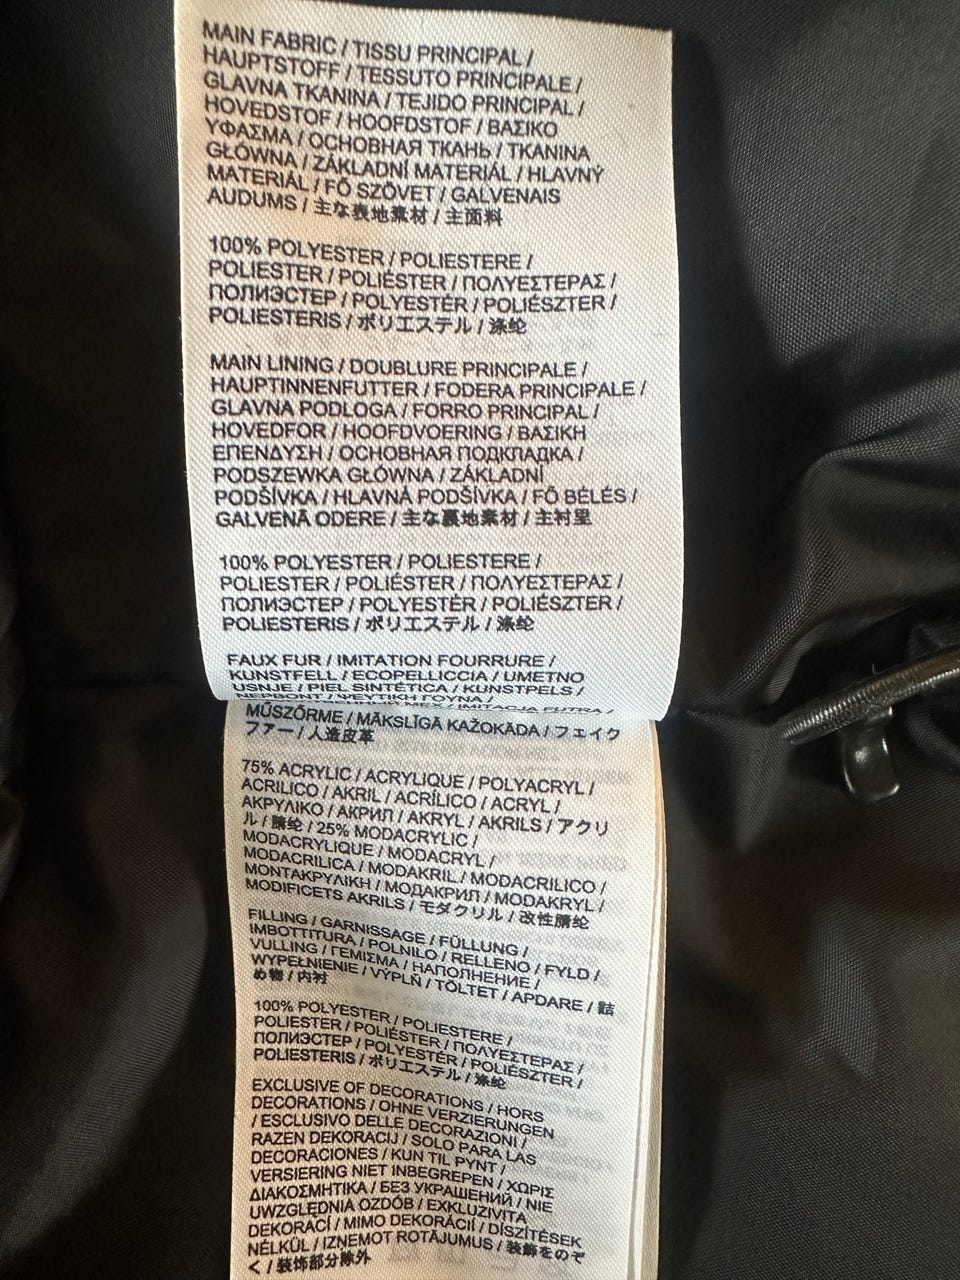 MAIN FABRIC / TISSU PRINCIPAL /
HAUPTSTOFF / TESSUTO PRINCIPALE /
GLAVNA TKANINA / TEJIDO PRINCIPAL /
HOVEDSTOF / HOOFDSTOF / ΒΑΣΙΚΟ
ΥΦΑΣΜΑ / ОСНОВНАЯ ТКАНЬ / TKANINA
GŁÓWNA / ZÁKLADNÍ MATERIÁL / HLAVNÝ
MATERIÁL / FŐ SZÖVET / GALVENAIS
AUDUMS / 主な表地素材 / 主面料
100% POLYESTER / POLIESTERE /
POLIESTER / POLIÉSTER / ΠΟΛΥΕΣΤΕΡΑΣ /
ПОЛИЭСТЕР / POLYESTÉR / POLIÉSZTER /
POLIESTERIS / ポリエステル / 涤纶
MAIN LINING / DOUBLURE PRINCIPALE /
HAUPTINNENFUTTER / FODERA PRINCIPALE /
GLAVNA PODLOGA / FORRO PRINCIPAL /
HOVEDFOR / HOOFDVOERING / ΒΑΣΙΚΗ
ΕΠΕΝΔΥΣΗ / ОСНОВНАЯ ПОДКЛАДКА /
PODSZEWKA GŁÓWNA / ZÁKLADNÍ
PODŠÍVKA / HLAVNÁ PODŠÍVKA / FŐ BÉLÉS /
GALVENĀ ODERE / 主な裏地素材 / 主衬里
100% POLYESTER / POLIESTERE /
POLIESTER / POLIÉSTER / ΠΟΛΥΕΣΤΕΡΑΣ /
ПОЛИЭСТЕР / POLYESTÉR / POLIÉSZTER /
POLIESTERIS / ポリエステル / 涤纶
FAUX FUR / IMITATION FOURRURE /
KUNSTFELL / ECOPELLICCIA / UMETNO
USNJE / PIEL SINTÉTICA / KUNSTPELS /
NEPBONT / ΨΕΥΤΙΚΗ ΓΟΥΝΑ /
/ IMITACJA FUTRA /
MŰSZŐRME / MĀKSLĪGĀ KAŽOKĀDA / フェイク
ファー / 人造皮革
75% ACRYLIC / ACRYLIQUE / POLYACRYL /
ACRILICO / AKRIL / ACRÍLICO / ACRYL /
ΑΚΡΥΛΙΚΟ / АКРИЛ / AKRYL / AKRILS / アクリ
ル / 腈纶 / 25% MODACRYLIC /
MODACRYLIQUE / MODACRYL /
MODACRILICA / MODAKRIL / MODACRILICO /
ΜΟΝΤΑΚΡΥΛΙΚΗ / МОДАКРИЛ / MODAKRYL /
MODIFICETS AKRILS / モダクリル / 改性腈纶
FILLING / GARNISSAGE / FÜLLUNG /
IMBOTTITURA / POLNILO / RELLENO / FYLD /
VULLING / ΓΕΜΙΣΜΑ / НАПОЛНЕНИЕ /
WYPEŁNIENIE / VÝPLŇ / TÖLTET / APDARE / 詰
め物 / 内衬
100% POLYESTER / POLIESTERE /
POLIESTER / POLIÉSTER / ΠΟΛΥΕΣΤΕΡΑΣ /
ПОЛИЭСТЕР / POLYESTÉR / POLIÉSZTER /
POLIESTERIS / ポリエステル / 涤纶
EXCLUSIVE OF DECORATIONS / HORS
DECORATIONS / OHNE VERZIERUNGEN
/ ESCLUSIVO DELLE DECORAZIONI /
RAZEN DEKORACIJ / SOLO PARA LAS
DECORACIONES / KUN TIL PYNT /
VERSIERING NIET INBEGREPEN / ΧΩΡΙΣ
ΔΙΑΚΟΣΜΗΤΙΚΑ / БЕЗ УКРАШЕНИЙ / NIE
UWZGLĘDNIA OZDÓB / EXKLUZIVITA
DEKORACÍ / MIMO DEKORÁCIÍ / DÍSZÍTÉSEK
NÉLKÜL / IZNEMOT ROTĀJUMUS / 装飾をのぞ
く / 装饰部分除外